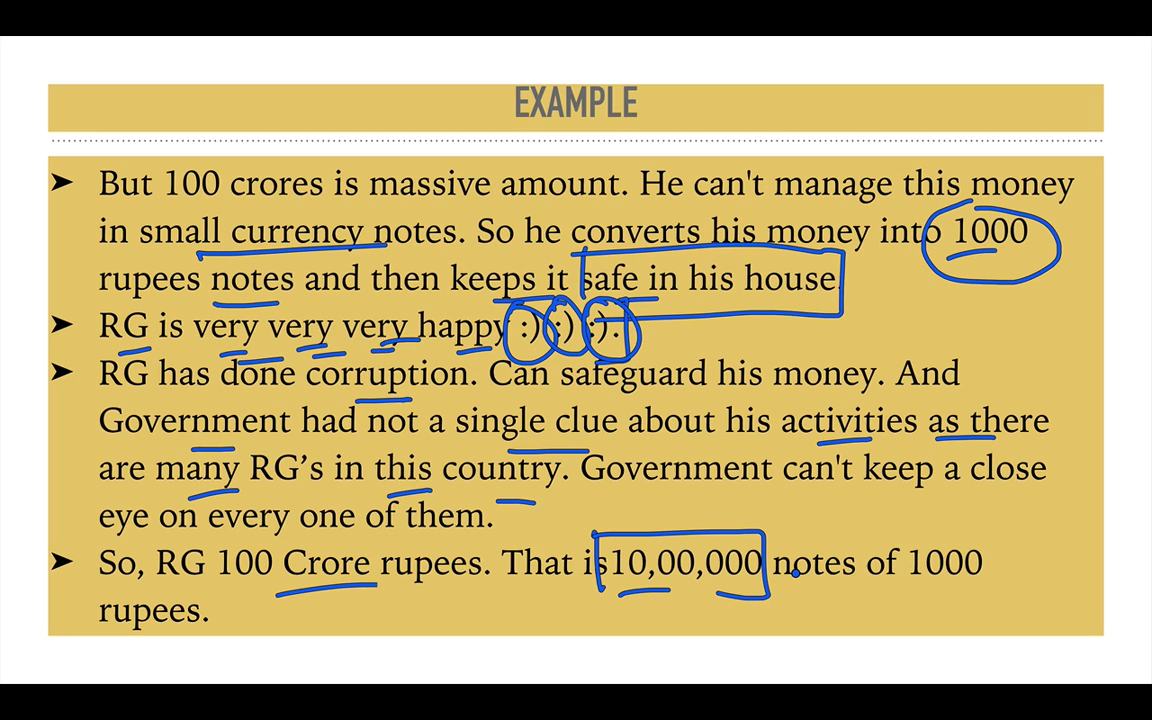 EXAMPLE
➤ But 100 crores is massive amount. He can't manage this money
in small currency notes. So he converts his money into 1000
rupees notes and then keeps it safe in his house.
➤ RG is very very very happy :) :) :).
➤ RG has done corruption. Can safeguard his money. And
Government had not a single clue about his activities as there
are many RG’s in this country. Government can't keep a close
eye on every one of them.
➤ So, RG 100 Crore rupees. That is 10,00,000 notes of 1000
rupees.